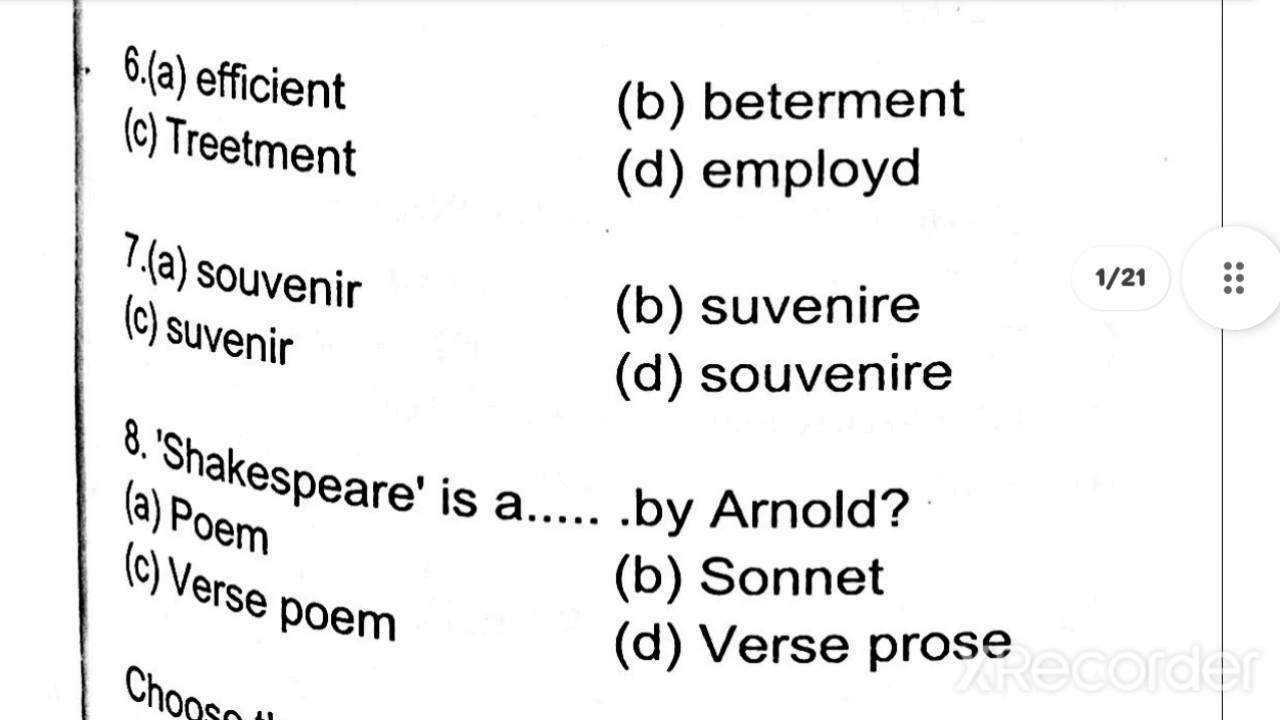 6.(a) efficient (b) beterment
(c) Treetment (d) employd
7.(a) souvenir (b) suvenire
(c) suvenir (d) souvenire
8. 'Shakespeare' is a..... .by Arnold?
(a) Poem (b) Sonnet
(c) Verse poem (d) Verse prose
1/21
XRecorder